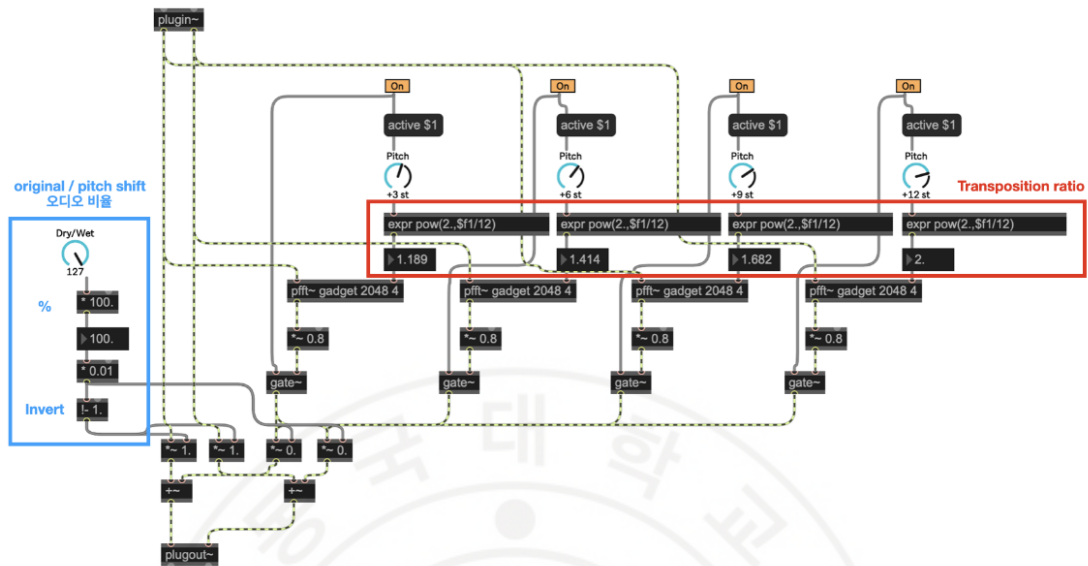 plugin~
On
On
On
On
active $1
active $1
active $1
active $1
Pitch
Pitch
Pitch
Pitch
+3 st
+6 st
+9 st
+12 st
original / pitch shift
오디오 비율
Transposition ratio
expr pow(2.,$f1/12)
expr pow(2.,$f1/12)
expr pow(2.,$f1/12)
expr pow(2.,$f1/12)
1.189
1.414
1.682
2.
Dry/Wet
127
* 100.
%
100.
* 0.01
Invert
!- 1.
pfft~ gadget 2048 4
pfft~ gadget 2048 4
pfft~ gadget 2048 4
pfft~ gadget 2048 4
*~ 0.8
*~ 0.8
*~ 0.8
*~ 0.8
gate~
gate~
gate~
gate~
*~ 1.
*~ 1.
*~ 0.
*~ 0.
+~
+~
plugout~
국 대 학 교